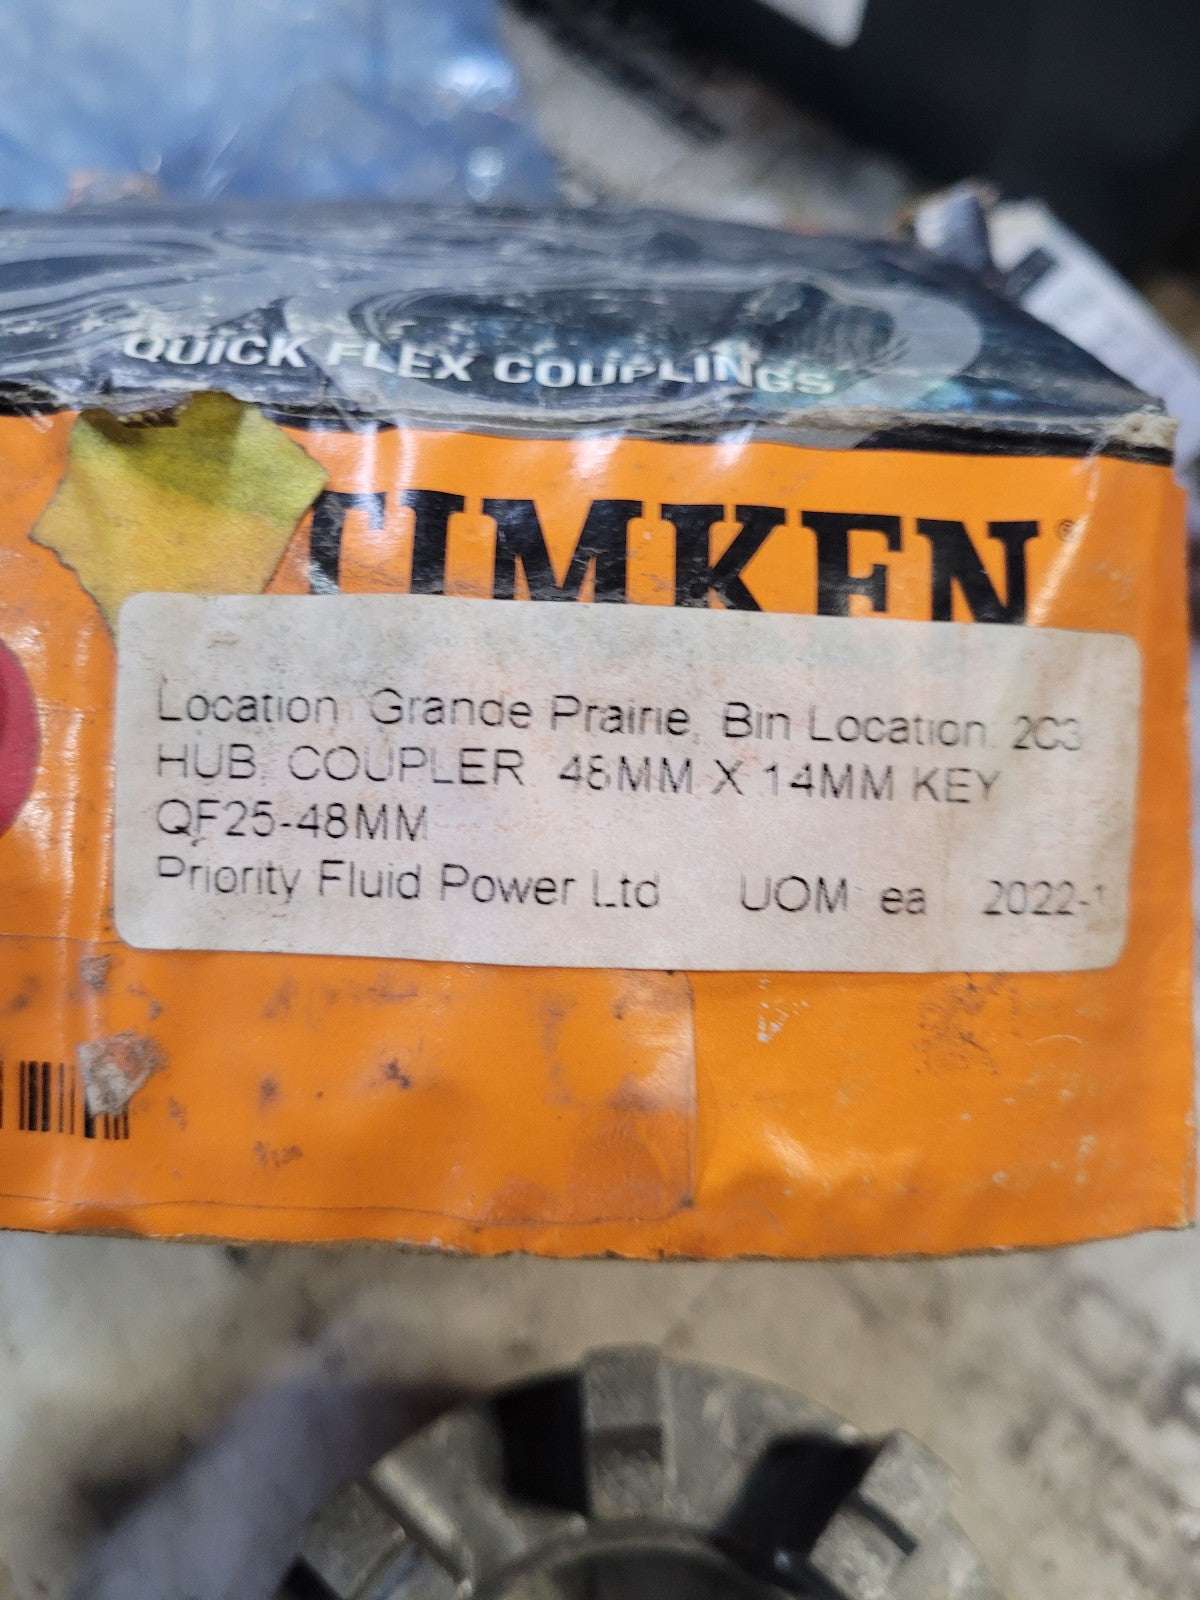 QUICK FLEX COUPLINGS
TIMKEN®
Location Grande Prairie, Bin Location 2C3
HUB, COUPLER 48MM X 14MM KEY
QF25-48MM
Priority Fluid Power Ltd UOM ea 2022-1